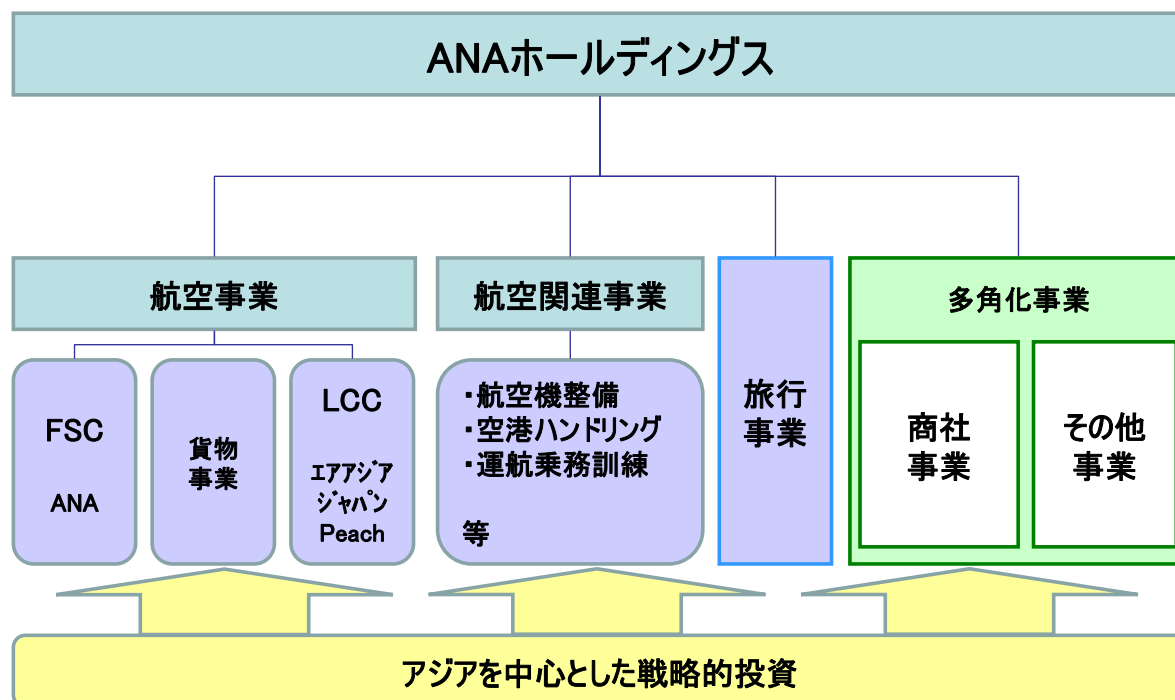 ANAホールディングス
航空事業
航空関連事業
多角化事業
FSC
ANA
貨物
事業
LCC
エアアジア
ジャパン
Peach
・航空機整備
・空港ハンドリング
・運航乗務訓練
等
旅行
事業
商社
事業
その他
事業
アジアを中心とした戦略的投資